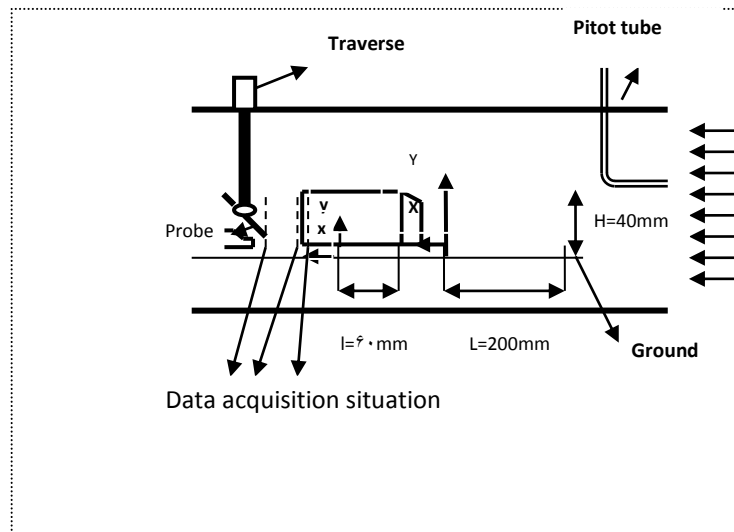 Pitot tube
Traverse
Y
y
X
x
H=40mm
Probe
l=۶۰mm
L=200mm
Ground
Data acquisition situation